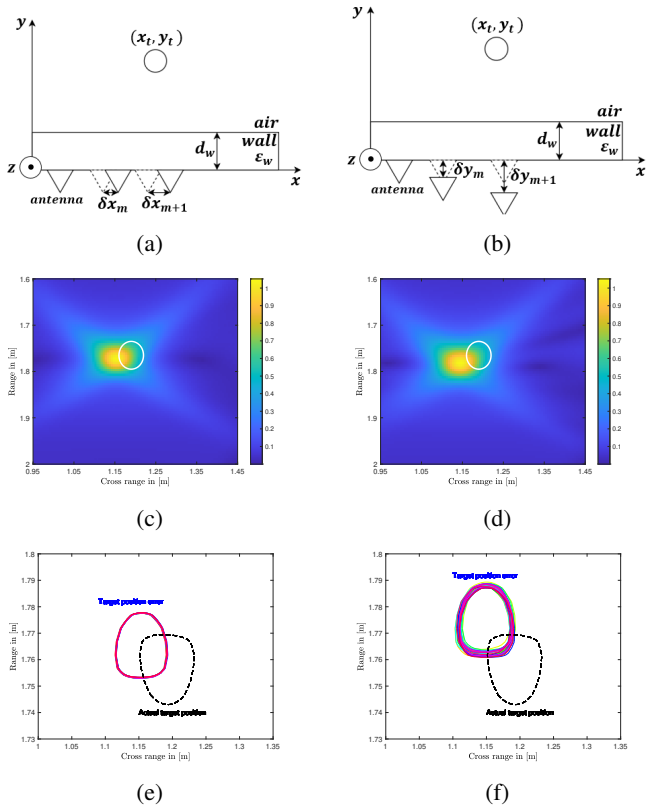 y
(x_t, y_t)
air
d_w
wall
ε_w
z
x
antenna
δx_m
δx_{m+1}
(a)
y
(x_t, y_t)
air
d_w
wall
ε_w
z
x
antenna
δy_m
δy_{m+1}
(b)
Range in [m]
1.6
1.7
1.8
1.9
2
0.95
1.05
1.15
1.25
1.35
1.45
Cross range in [m]
1
0.9
0.8
0.7
0.6
0.5
0.4
0.3
0.2
0.1
(c)
Range in [m]
1.6
1.7
1.8
1.9
2
0.95
1.05
1.15
1.25
1.35
1.45
Cross range in [m]
1
0.9
0.8
0.7
0.6
0.5
0.4
0.3
0.2
0.1
(d)
Range in [m]
1.8
1.79
1.78
1.77
1.76
1.75
1.74
1.73
Target position error
Actual target position
1
1.05
1.1
1.15
1.2
1.25
1.3
1.35
Cross range in [m]
(e)
Range in [m]
1.8
1.79
1.78
1.77
1.76
1.75
1.74
1.73
Target position error
Actual target position
1
1.05
1.1
1.15
1.2
1.25
1.3
1.35
Cross range in [m]
(f)